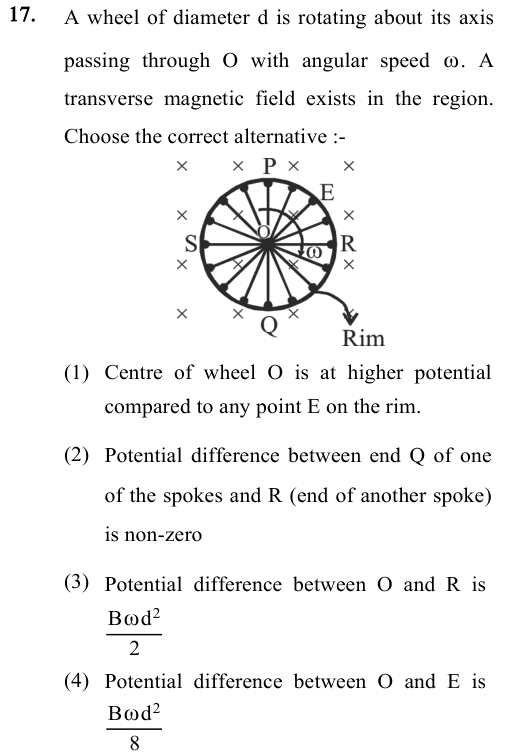 17. A wheel of diameter d is rotating about its axis
passing through O with angular speed ω. A
transverse magnetic field exists in the region.
Choose the correct alternative :-
× × P × ×
E
× × × ×
O
S ω R
× × × ×
× × Q × ×
Rim
(1) Centre of wheel O is at higher potential
compared to any point E on the rim.
(2) Potential difference between end Q of one
of the spokes and R (end of another spoke)
is non-zero
(3) Potential difference between O and R is
Bωd²
2
(4) Potential difference between O and E is
Bωd²
8